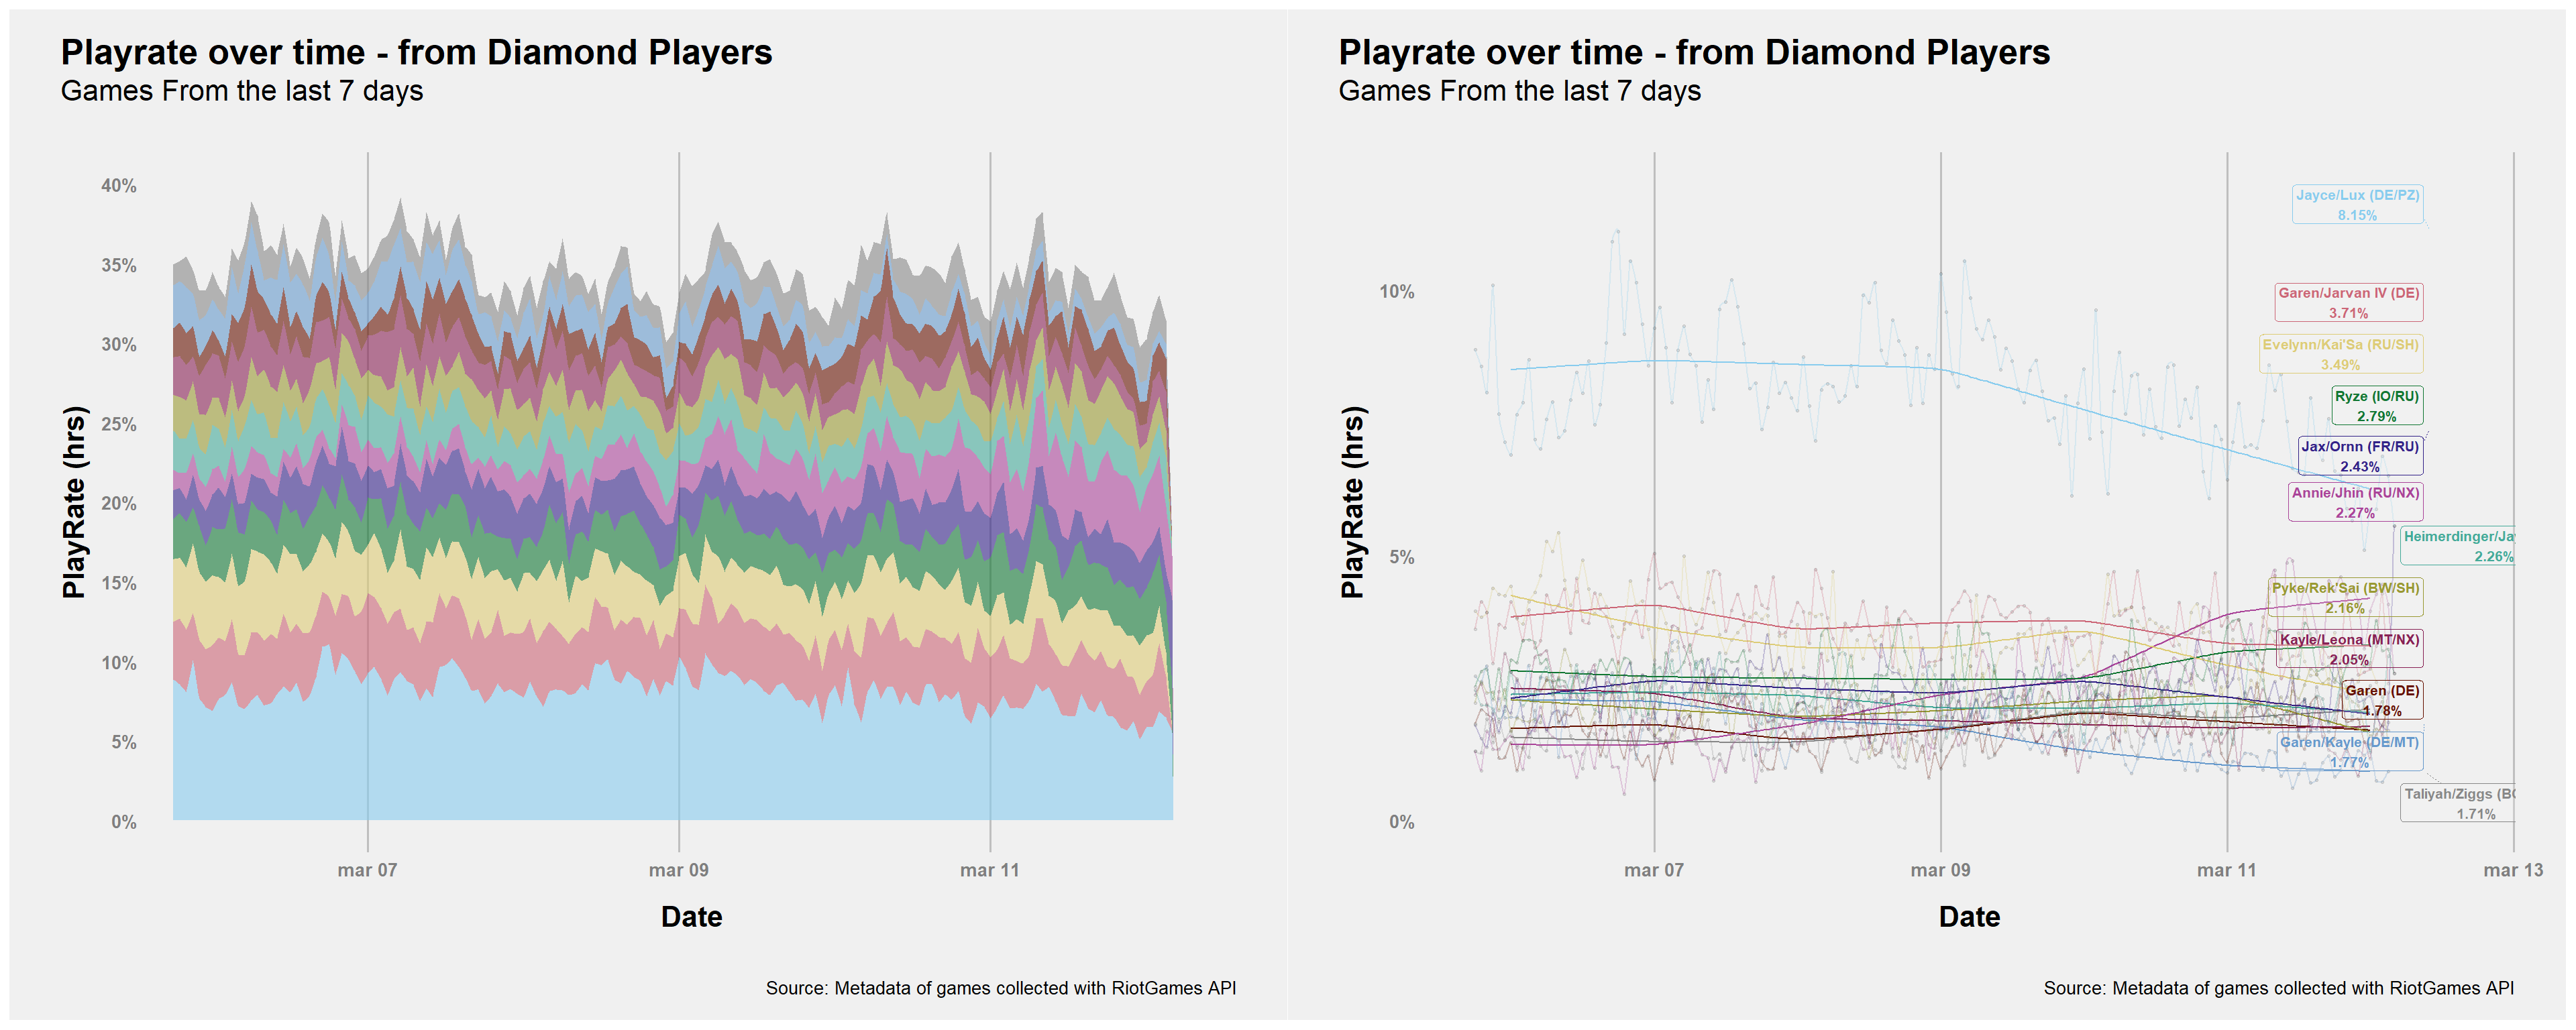 Playrate over time - from Diamond Players
Games From the last 7 days
PlayRate (hrs)
40%
35%
30%
25%
20%
15%
10%
5%
0%
mar 07
mar 09
mar 11
Date
Source: Metadata of games collected with RiotGames API
Playrate over time - from Diamond Players
Games From the last 7 days
PlayRate (hrs)
10%
5%
0%
Jayce/Lux (DE/PZ)
8.15%
Garen/Jarvan IV (DE)
3.71%
Evelynn/Kai'Sa (RU/SH)
3.49%
Ryze (IO/RU)
2.79%
Jax/Ornn (FR/RU)
2.43%
Annie/Jhin (RU/NX)
2.27%
Heimerdinger/Ja
2.26%
Pyke/Rek'Sai (BW/SH)
2.16%
Kayle/Leona (MT/NX)
2.05%
Garen (DE)
1.78%
Garen/Kayle (DE/MT)
1.77%
Taliyah/Ziggs (B
1.71%
mar 07
mar 09
mar 11
mar 13
Date
Source: Metadata of games collected with RiotGames API